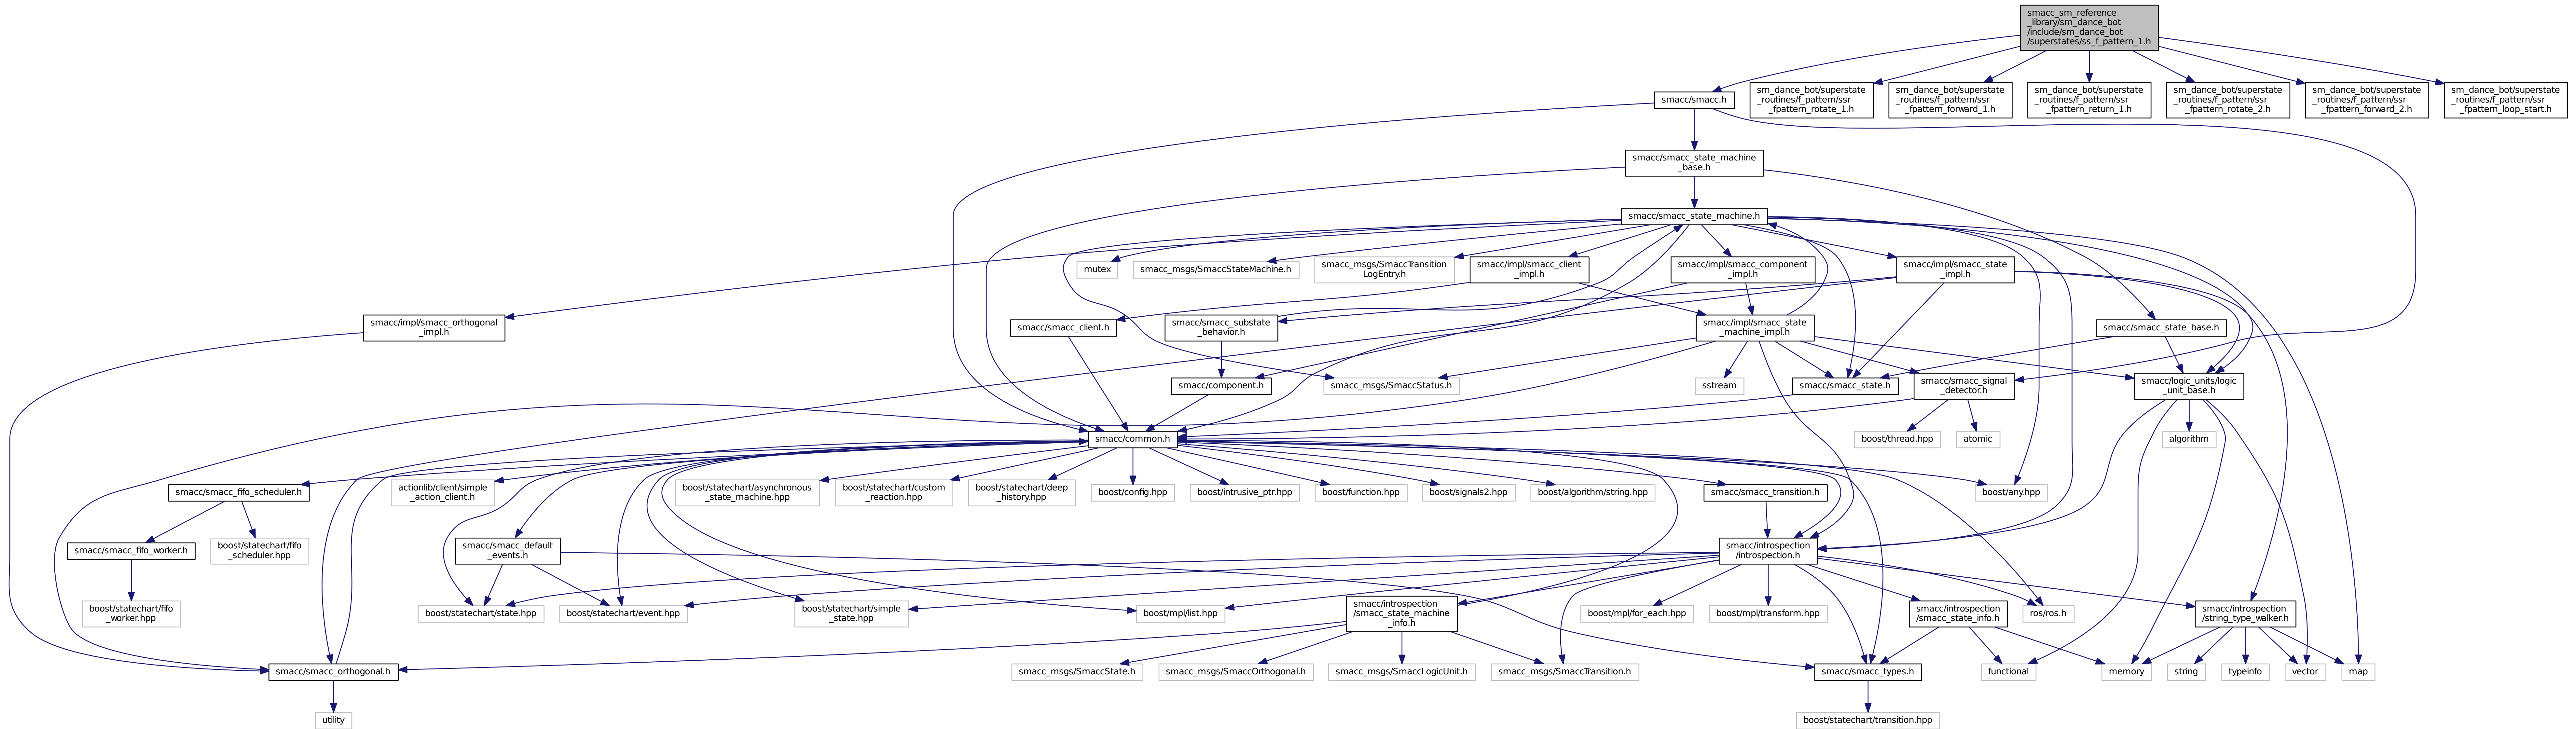 smacc_sm_reference
_library/sm_dance_bot
/include/sm_dance_bot
/superstates/ss_f_pattern_1.h
smacc/smacc.h
sm_dance_bot/superstate
_routines/f_pattern/ssr
_fpattern_rotate_1.h
sm_dance_bot/superstate
_routines/f_pattern/ssr
_fpattern_forward_1.h
sm_dance_bot/superstate
_routines/f_pattern/ssr
_fpattern_return_1.h
sm_dance_bot/superstate
_routines/f_pattern/ssr
_fpattern_rotate_2.h
sm_dance_bot/superstate
_routines/f_pattern/ssr
_fpattern_forward_2.h
sm_dance_bot/superstate
_routines/f_pattern/ssr
_fpattern_loop_start.h
smacc/smacc_state_machine
_base.h
smacc/smacc_state_machine.h
mutex
smacc_msgs/SmaccStateMachine.h
smacc_msgs/SmaccTransition
LogEntry.h
smacc/impl/smacc_client
_impl.h
smacc/impl/smacc_component
_impl.h
smacc/impl/smacc_state
_impl.h
smacc/impl/smacc_orthogonal
_impl.h
smacc/smacc_client.h
smacc/smacc_substate
_behavior.h
smacc/impl/smacc_state
_machine_impl.h
smacc/smacc_state_base.h
smacc/component.h
smacc_msgs/SmaccStatus.h
sstream
smacc/smacc_state.h
smacc/smacc_signal
_detector.h
smacc/logic_units/logic
_unit_base.h
smacc/common.h
boost/thread.hpp
atomic
algorithm
smacc/smacc_fifo_scheduler.h
actionlib/client/simple
_action_client.h
boost/statechart/asynchronous
_state_machine.hpp
boost/statechart/custom
_reaction.hpp
boost/statechart/deep
_history.hpp
boost/config.hpp
boost/intrusive_ptr.hpp
boost/function.hpp
boost/signals2.hpp
boost/algorithm/string.hpp
smacc/smacc_transition.h
boost/any.hpp
smacc/smacc_fifo_worker.h
boost/statechart/fifo
_scheduler.hpp
smacc/smacc_default
_events.h
smacc/introspection
/introspection.h
boost/statechart/fifo
_worker.hpp
boost/statechart/state.hpp
boost/statechart/event.hpp
boost/statechart/simple
_state.hpp
boost/mpl/list.hpp
smacc/introspection
/smacc_state_machine
_info.h
boost/mpl/for_each.hpp
boost/mpl/transform.hpp
smacc/introspection
/smacc_state_info.h
ros/ros.h
smacc/introspection
/string_type_walker.h
smacc/smacc_orthogonal.h
smacc_msgs/SmaccState.h
smacc_msgs/SmaccOrthogonal.h
smacc_msgs/SmaccLogicUnit.h
smacc_msgs/SmaccTransition.h
smacc/smacc_types.h
functional
memory
string
typeinfo
vector
map
utility
boost/statechart/transition.hpp